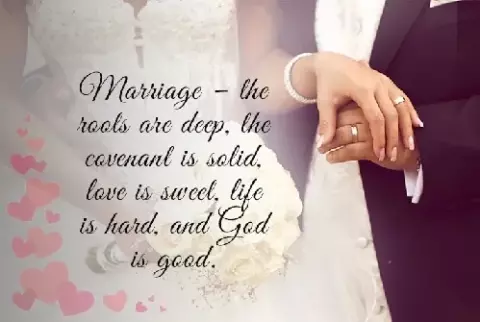 Marriage – the
roots are deep, the
covenant is solid,
love is sweet, life
is hard, and God
is good.